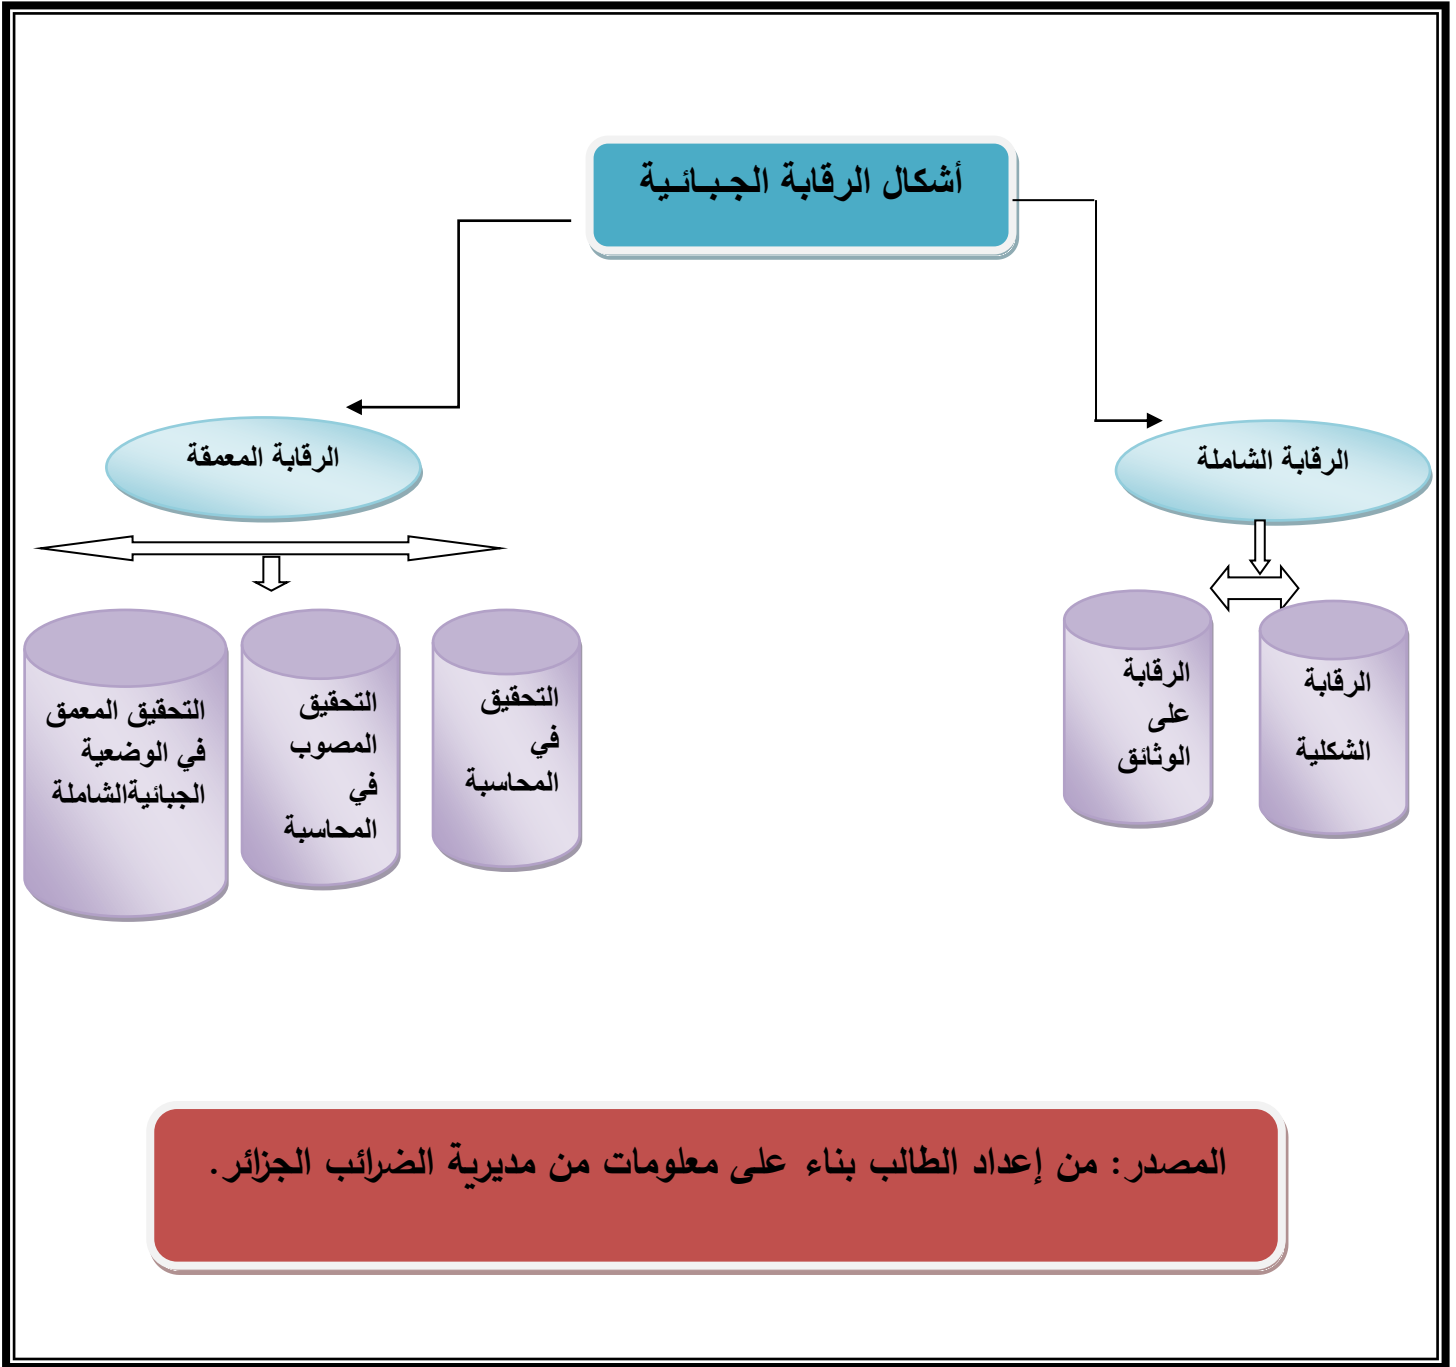 أشكال الرقابة الجبائية
الرقابة الشاملة
الرقابة المعمقة
الرقابة
الشكلية
الرقابة
على
الوثائق
التحقيق
في
المحاسبة
التحقيق
المصوب
في
المحاسبة
التحقيق المعمق
في الوضعية
الجبائيةالشاملة
المصدر: من إعداد الطالب بناء على معلومات من مديرية الضرائب الجزائر.